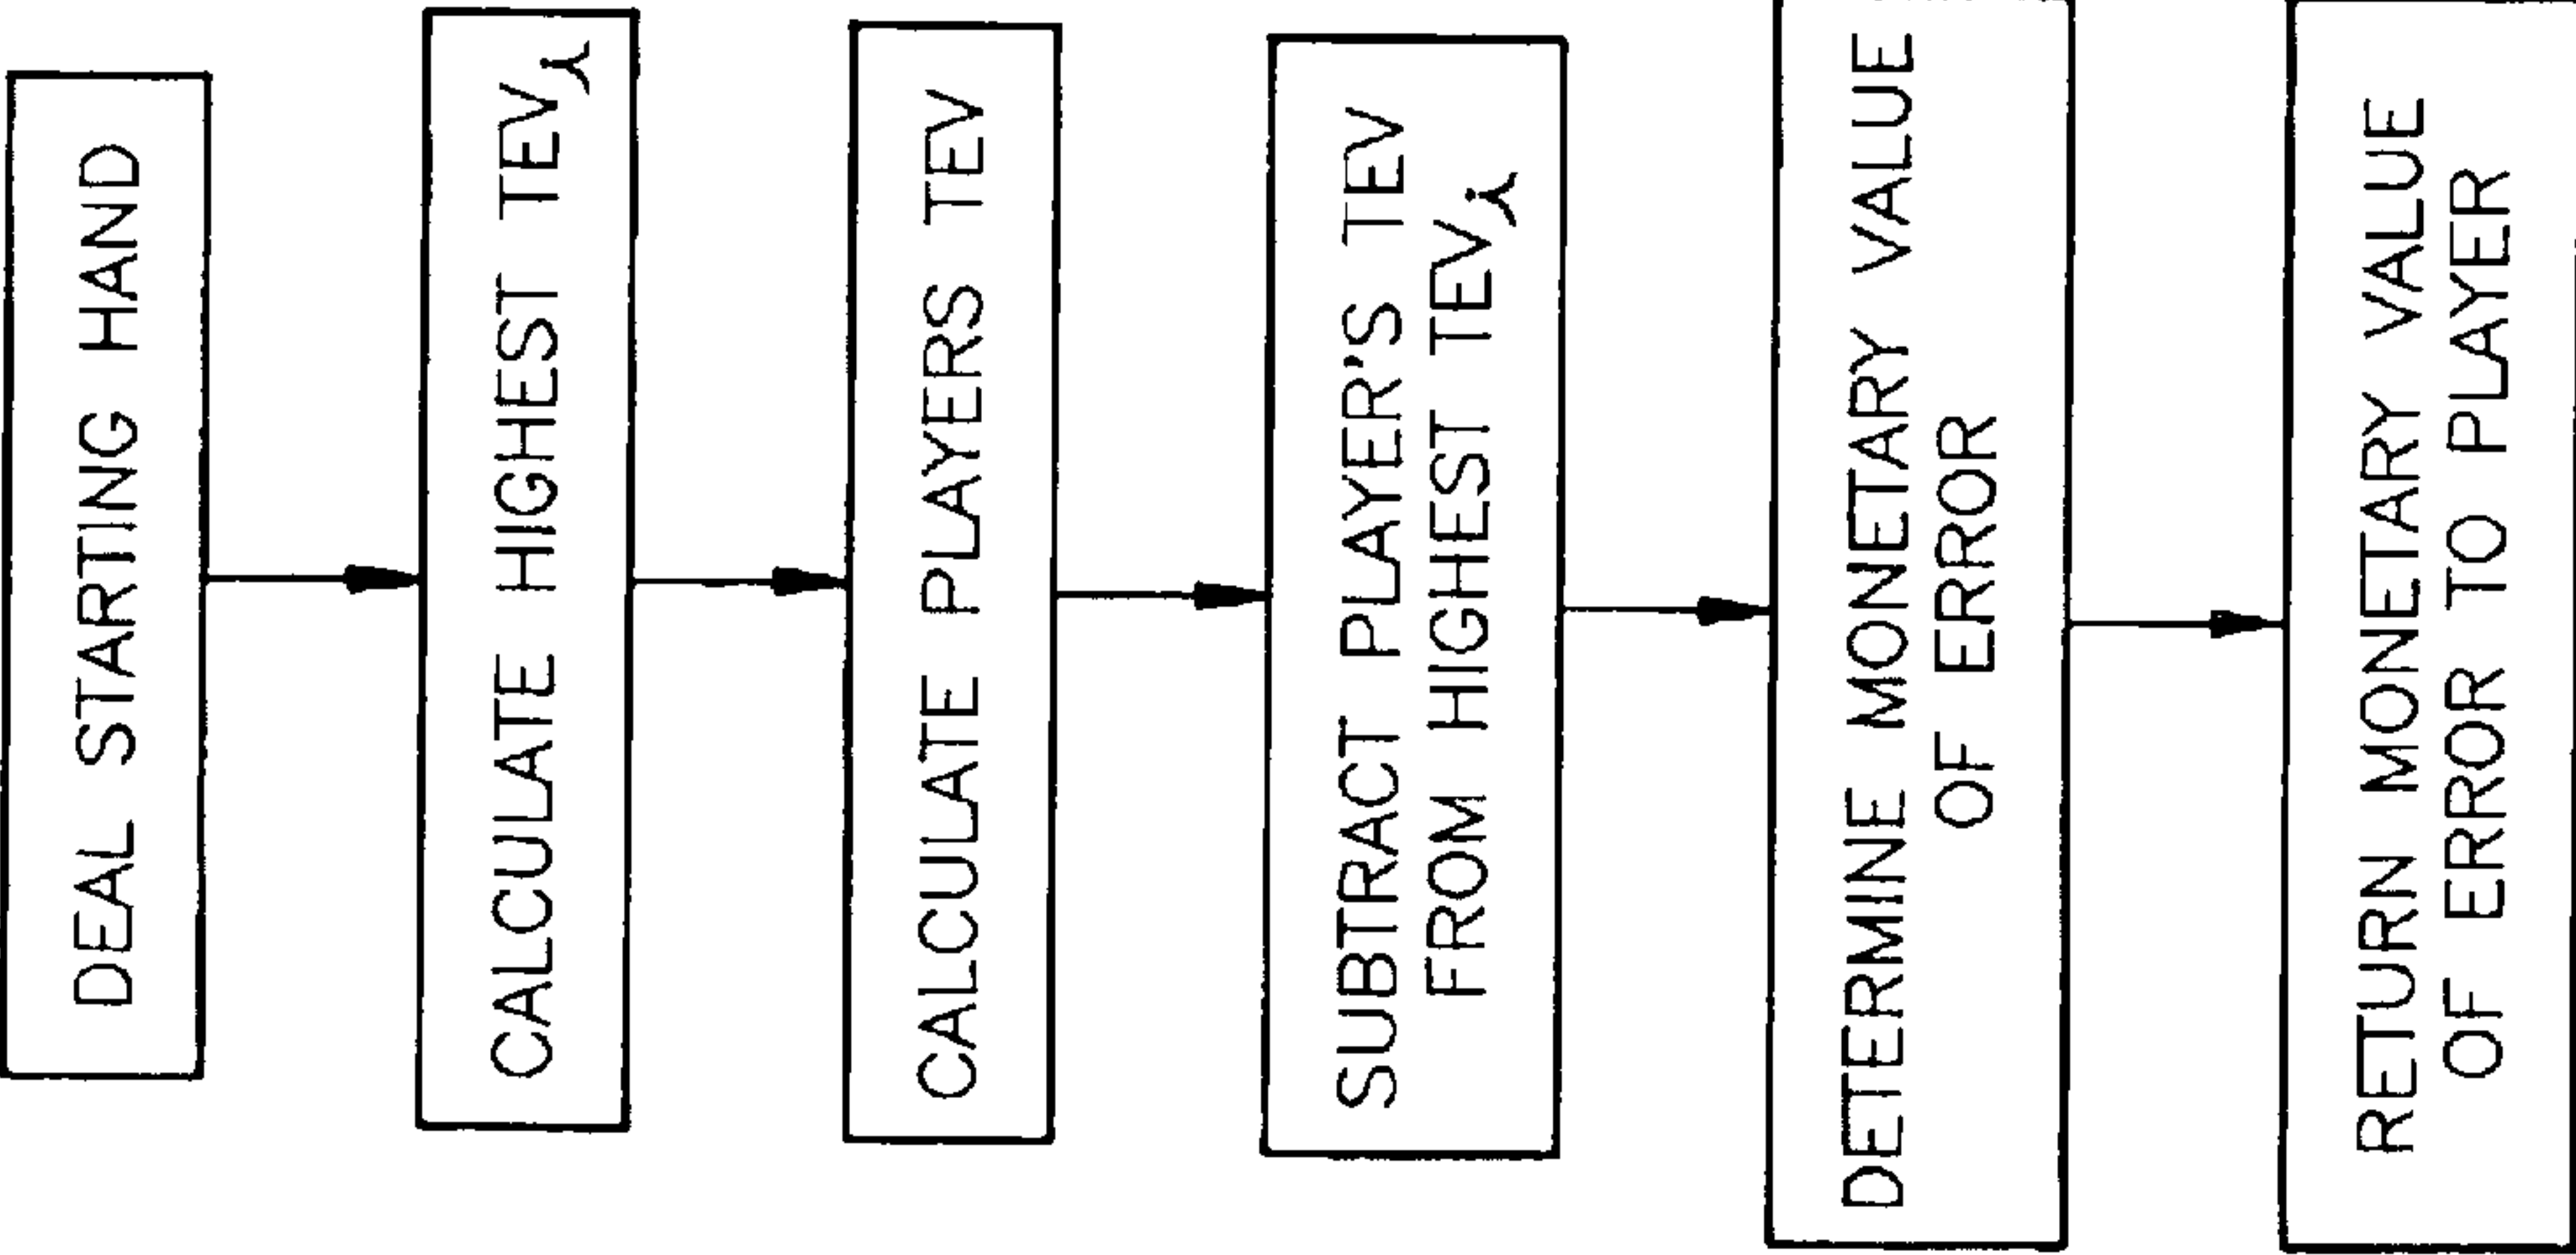 DEAL STARTING HAND
CALCULATE HIGHEST TEVi
CALCULATE PLAYERS TEV
SUBTRACT PLAYER'S TEV
FROM HIGHEST TEVi
DETERMINE MONETARY VALUE
OF ERROR
RETURN MONETARY VALUE
OF ERROR TO PLAYER